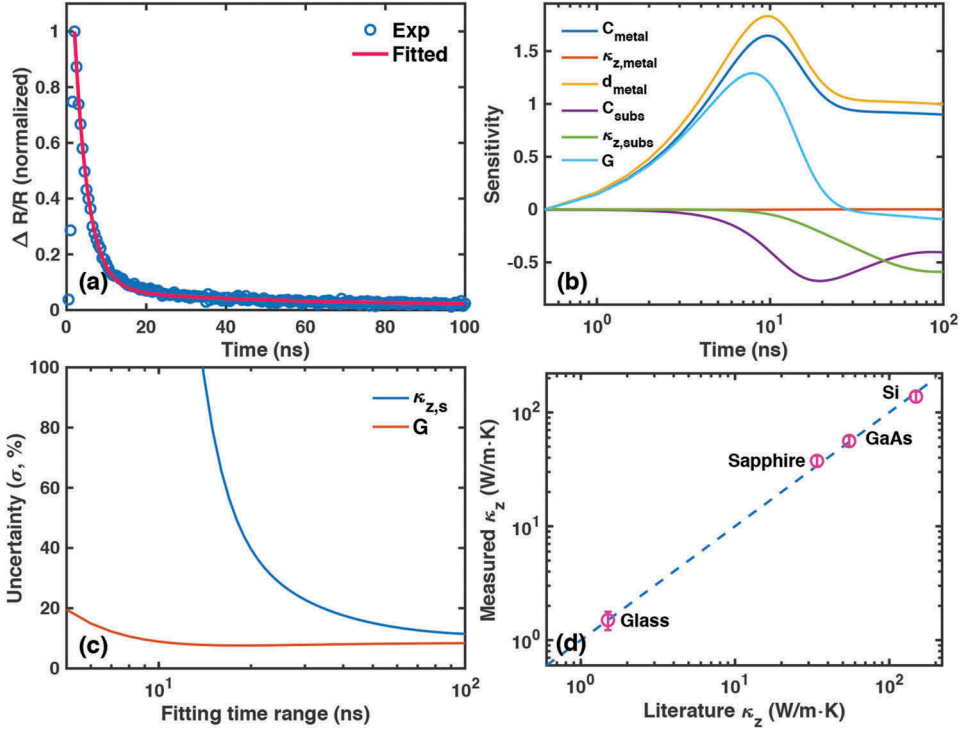 Δ R/R (normalized)
1
0.8
0.6
0.4
0.2
0
Exp
Fitted
(a)
0 20 40 60 80 100
Time (ns)
Sensitivity
1.5
1
0.5
0
-0.5
C_metal
κ_z,metal
d_metal
C_subs
κ_z,subs
G
(b)
10^0 10^1 10^2
Time (ns)
Uncertainty (σ, %)
100
80
60
40
20
0
κ_z,s
G
(c)
10^1 10^2
Fitting time range (ns)
Measured κ_z (W/m·K)
10^2
10^1
10^0
Si
GaAs
Sapphire
Glass
(d)
10^0 10^1 10^2
Literature κ_z (W/m·K)